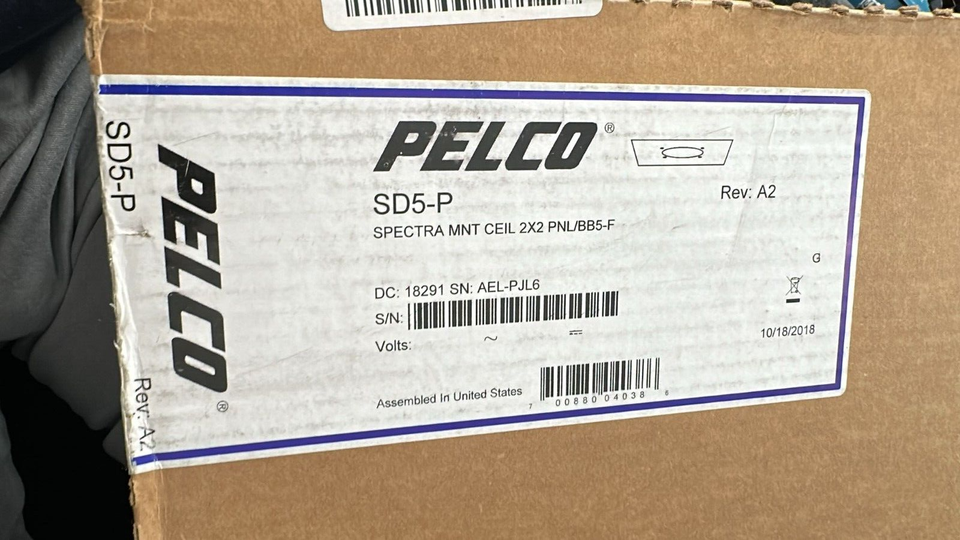 PELCO®
SD5-P
Rev: A2
SPECTRA MNT CEIL 2X2 PNL/BB5-F
G
DC: 18291 SN: AEL-PJL6
S/N:
Volts: ~ ⎓
10/18/2018
Assembled In United States
7 00880 04038 8
SD5-P
PELCO®
Rev: A2